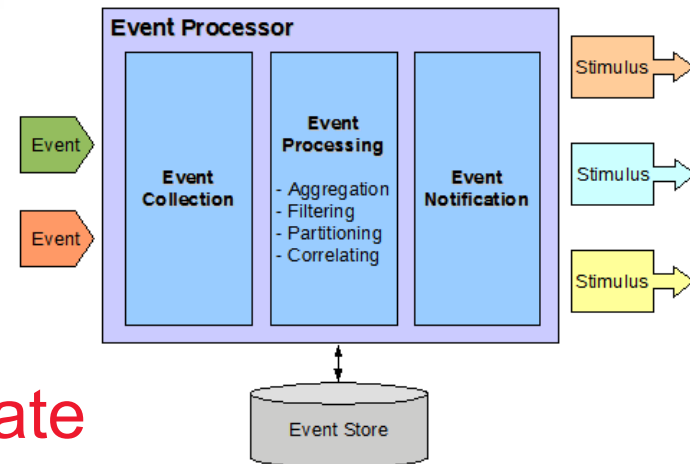 Event Processor
Event
Event
Event
Collection
Event
Processing
- Aggregation
- Filtering
- Partitioning
- Correlating
Event
Notification
Stimulus
Stimulus
Stimulus
Event Store